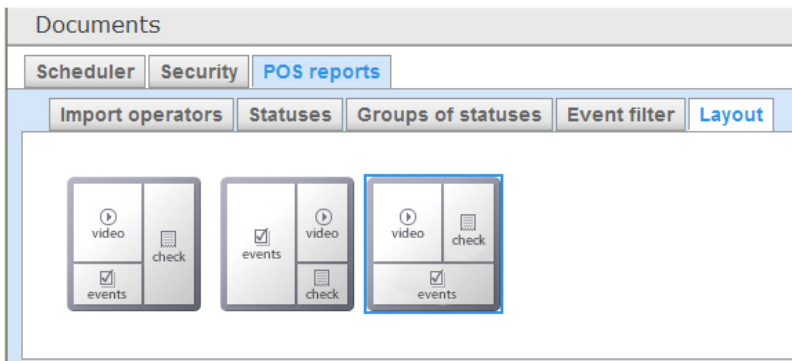 Documents
Scheduler Security POS reports
Import operators Statuses Groups of statuses Event filter Layout
video check events
events video check
video check events